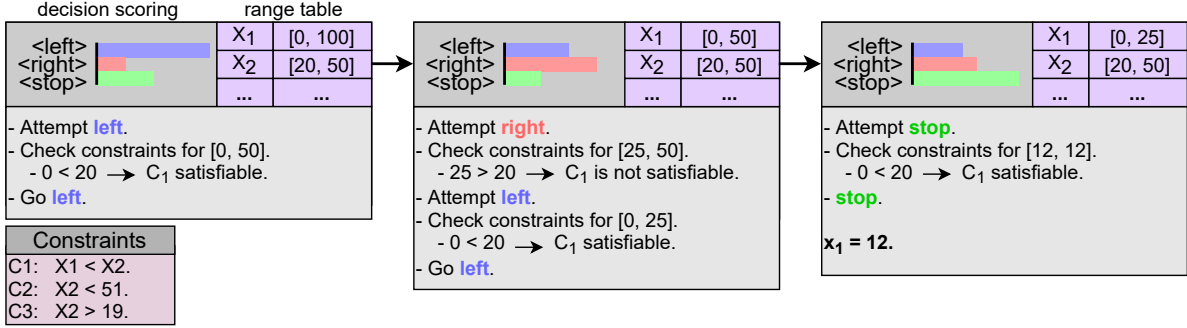 decision scoring
range table
<left>
<right>
<stop>
X1 [0, 100]
X2 [20, 50]
... ...
- Attempt left.
- Check constraints for [0, 50].
- 0 < 20 → C1 satisfiable.
- Go left.
Constraints
C1: X1 < X2.
C2: X2 < 51.
C3: X2 > 19.
<left>
<right>
<stop>
X1 [0, 50]
X2 [20, 50]
... ...
- Attempt right.
- Check constraints for [25, 50].
- 25 > 20 → C1 is not satisfiable.
- Attempt left.
- Check constraints for [0, 25].
- 0 < 20 → C1 satisfiable.
- Go left.
<left>
<right>
<stop>
X1 [0, 25]
X2 [20, 50]
... ...
- Attempt stop.
- Check constraints for [12, 12].
- 0 < 20 → C1 satisfiable.
- stop.
x1 = 12.